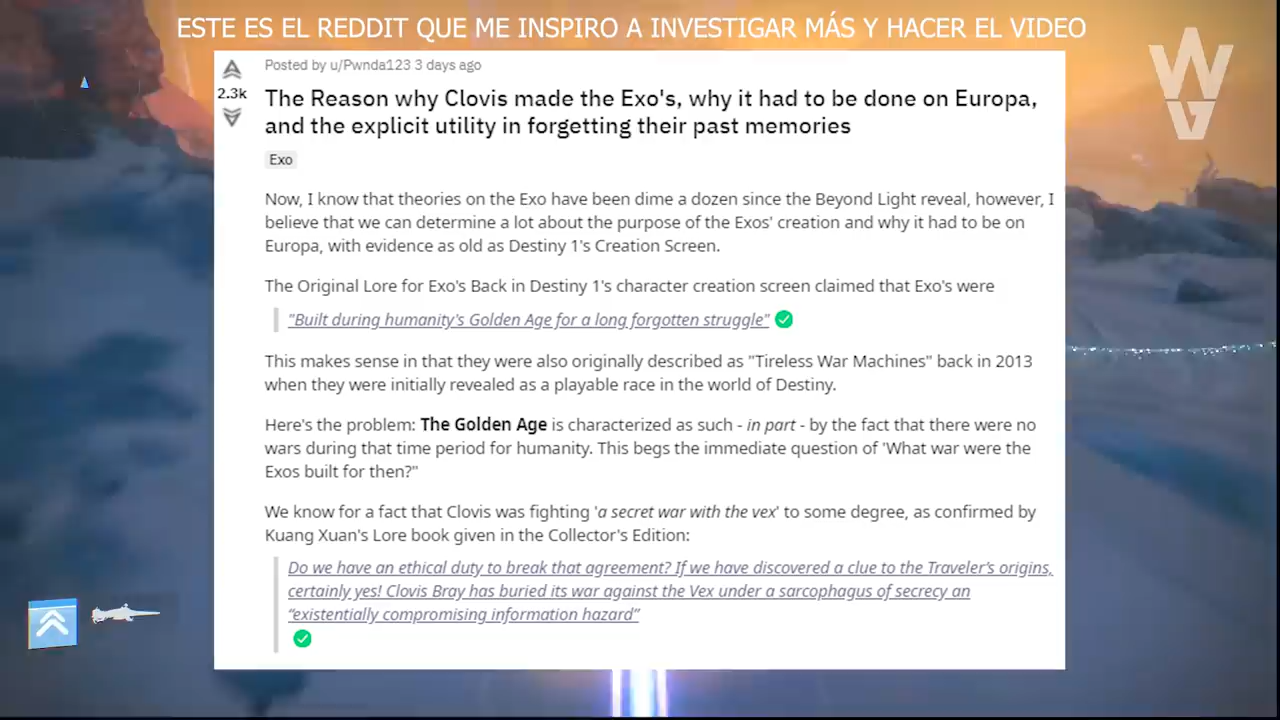 ESTE ES EL REDDIT QUE ME INSPIRO A INVESTIGAR MÁS Y HACER EL VIDEO
WG
Posted by u/Pwnda123 3 days ago
2.3k
The Reason why Clovis made the Exo's, why it had to be done on Europa,
and the explicit utility in forgetting their past memories
Exo
Now, I know that theories on the Exo have been dime a dozen since the Beyond Light reveal, however, I
believe that we can determine a lot about the purpose of the Exos' creation and why it had to be on
Europa, with evidence as old as Destiny 1's Creation Screen.
The Original Lore for Exo's Back in Destiny 1's character creation screen claimed that Exo's were
"Built during humanity's Golden Age for a long forgotten struggle"
This makes sense in that they were also originally described as "Tireless War Machines" back in 2013
when they were initially revealed as a playable race in the world of Destiny.
Here's the problem: The Golden Age is characterized as such - in part - by the fact that there were no
wars during that time period for humanity. This begs the immediate question of 'What war were the
Exos built for then?"
We know for a fact that Clovis was fighting 'a secret war with the vex' to some degree, as confirmed by
Kuang Xuan's Lore book given in the Collector's Edition:
Do we have an ethical duty to break that agreement? If we have discovered a clue to the Traveler's origins,
certainly yes! Clovis Bray has buried its war against the Vex under a sarcophagus of secrecy an
“existentially compromising information hazard”